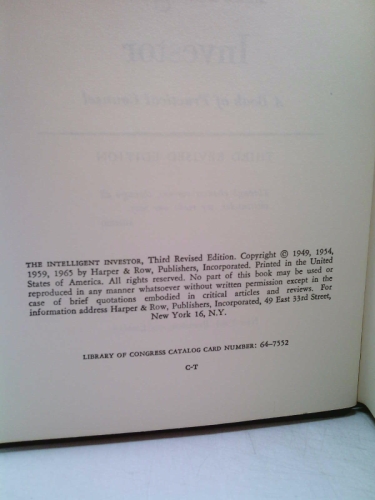 THE INTELLIGENT INVESTOR, Third Revised Edition. Copyright © 1949, 1954,
1959, 1965 by Harper & Row, Publishers, Incorporated. Printed in the United
States of America. All rights reserved. No part of this book may be used or
reproduced in any manner whatsoever without written permission except in the
case of brief quotations embodied in critical articles and reviews. For
information address Harper & Row, Publishers, Incorporated, 49 East 33rd Street,
New York 16, N.Y.
LIBRARY OF CONGRESS CATALOG CARD NUMBER: 64-7552
C-T